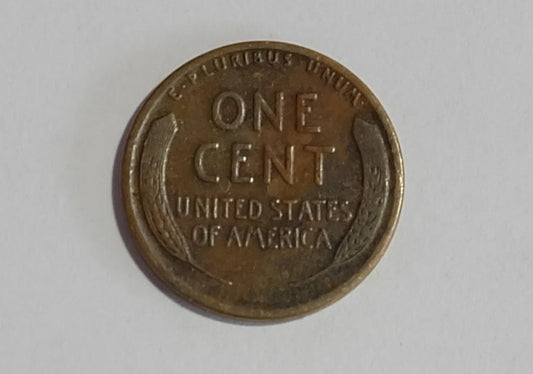 E·PLURIBUS·UNUM
ONE
CENT
UNITED STATES
OF AMERICA